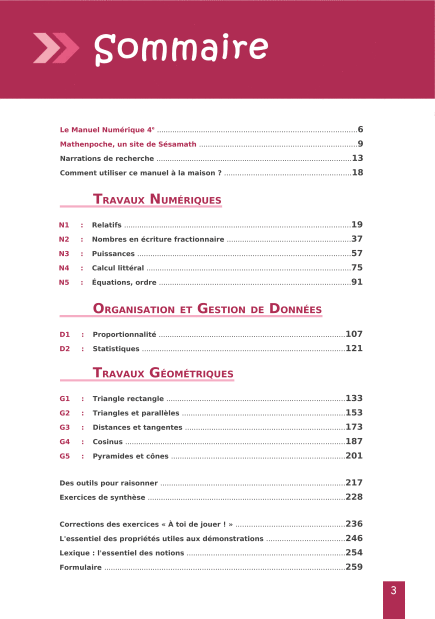 Sommaire
Le Manuel Numérique 4e ........ 6
Mathenpoche, un site de Sésamath ........ 9
Narrations de recherche ........ 13
Comment utiliser ce manuel à la maison ? ........ 18
Travaux Numériques
N1 : Relatifs ........ 19
N2 : Nombres en écriture fractionnaire ........ 37
N3 : Puissances ........ 57
N4 : Calcul littéral ........ 75
N5 : Équations, ordre ........ 91
Organisation et Gestion de Données
D1 : Proportionnalité ........ 107
D2 : Statistiques ........ 121
Travaux Géométriques
G1 : Triangle rectangle ........ 133
G2 : Triangles et parallèles ........ 153
G3 : Distances et tangentes ........ 173
G4 : Cosinus ........ 187
G5 : Pyramides et cônes ........ 201
Des outils pour raisonner ........ 217
Exercices de synthèse ........ 228
Corrections des exercices « À toi de jouer ! » ........ 236
L'essentiel des propriétés utiles aux démonstrations ........ 246
Lexique : l'essentiel des notions ........ 254
Formulaire ........ 259
3